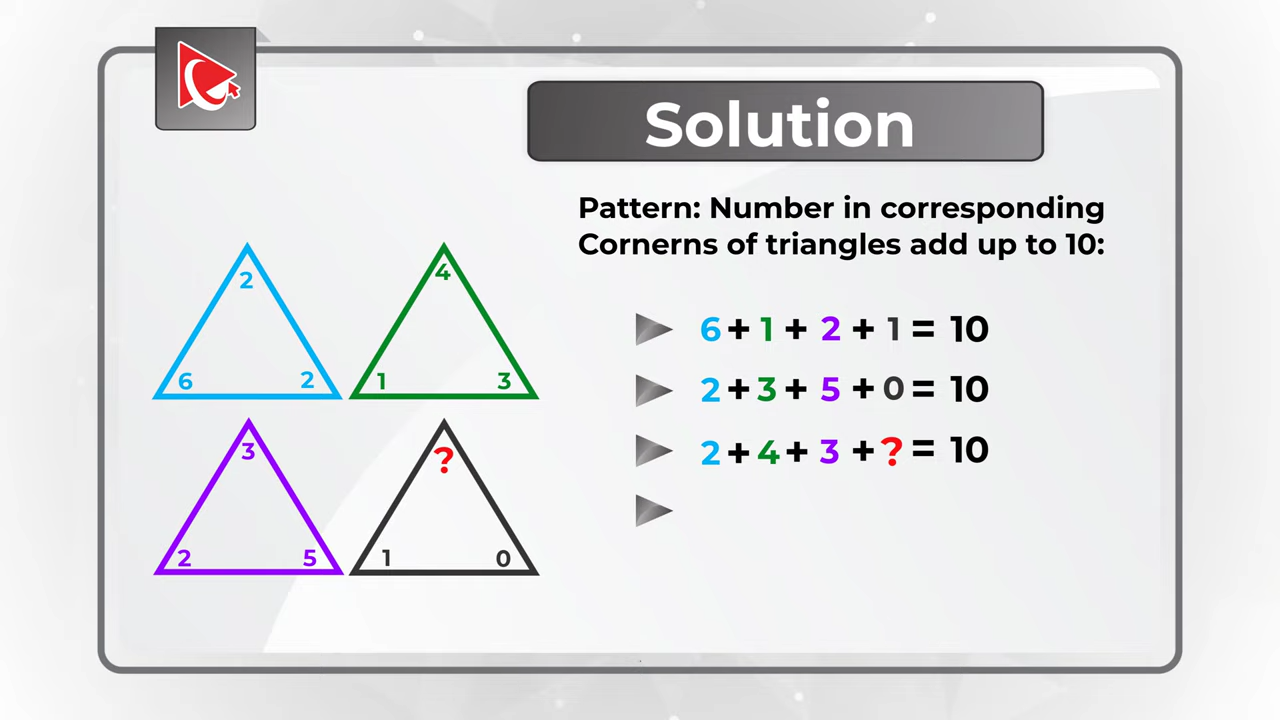 Solution
Pattern: Number in corresponding
Cornerns of triangles add up to 10:
2
6 2
4
1 3
3
2 5
?
1 0
6 + 1 + 2 + 1 = 10
2 + 3 + 5 + 0 = 10
2 + 4 + 3 + ? = 10